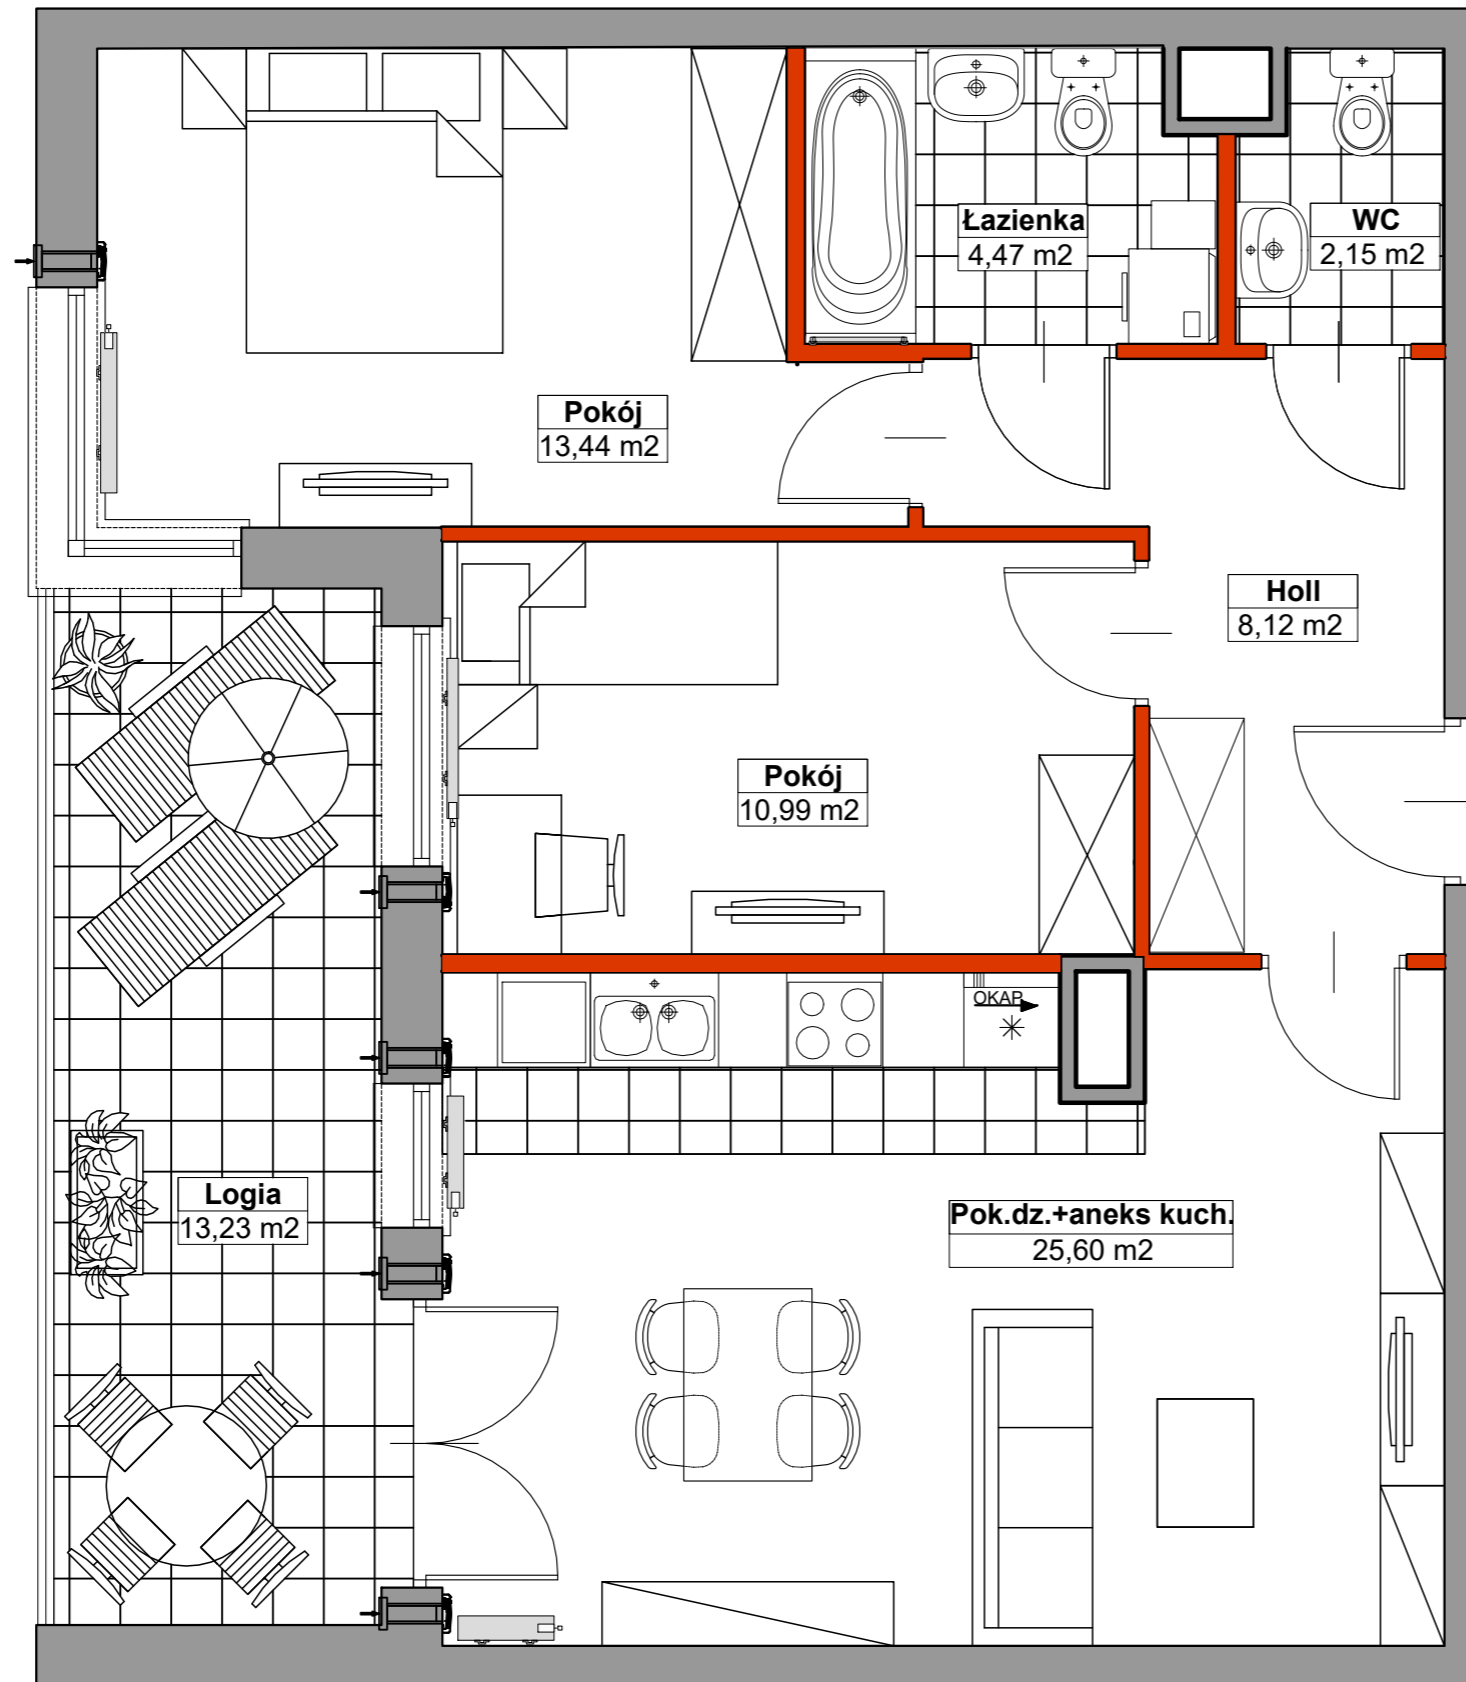 Łazienka
4,47 m2
WC
2,15 m2
Pokój
13,44 m2
Holl
8,12 m2
Pokój
10,99 m2
OKAP
Logia
13,23 m2
Pok.dz.+aneks kuch.
25,60 m2